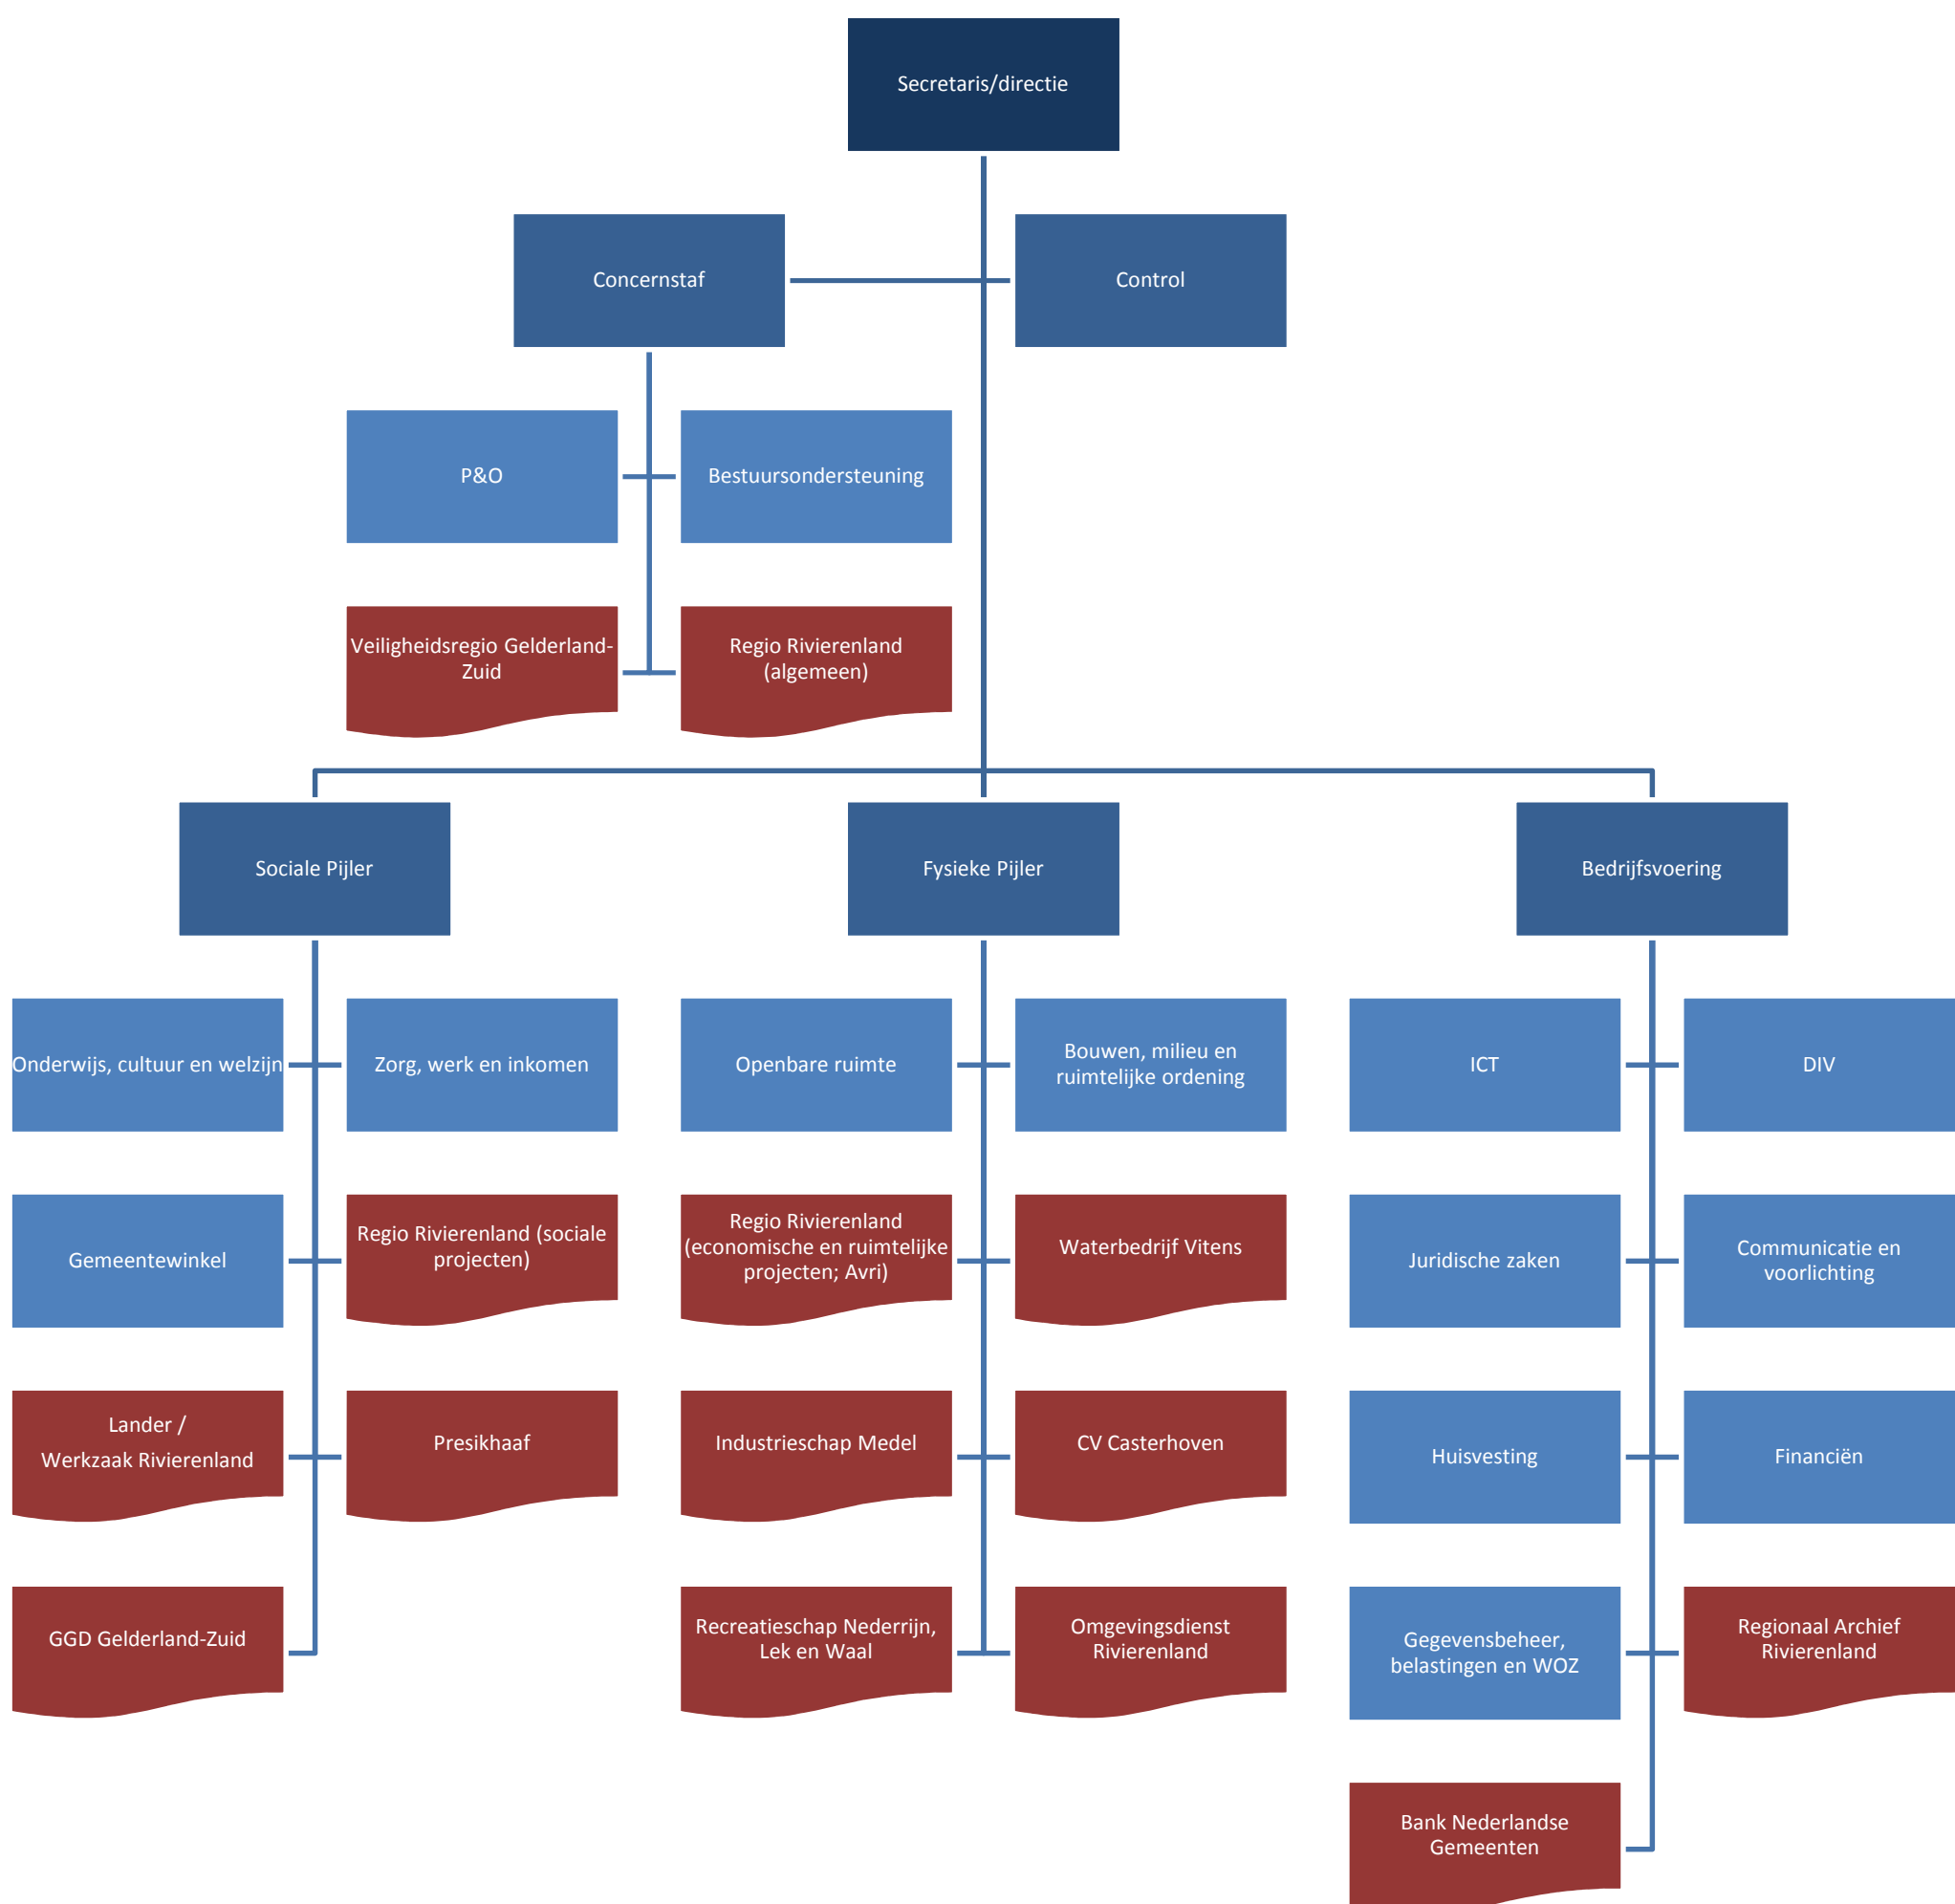 Secretaris/directie
Concernstaf
Control
P&O
Bestuursondersteuning
Veiligheidsregio Gelderland-
Zuid
Regio Rivierenland
(algemeen)
Sociale Pijler
Fysieke Pijler
Bedrijfsvoering
Onderwijs, cultuur en welzijn
Zorg, werk en inkomen
Openbare ruimte
Bouwen, milieu en
ruimtelijke ordening
ICT
DIV
Gemeentewinkel
Regio Rivierenland (sociale
projecten)
Regio Rivierenland
(economische en ruimtelijke
projecten; Avri)
Waterbedrijf Vitens
Juridische zaken
Communicatie en
voorlichting
Lander /
Werkzaak Rivierenland
Presikhaaf
Industrieschap Medel
CV Casterhoven
Huisvesting
Financiën
GGD Gelderland-Zuid
Recreatieschap Nederrijn,
Lek en Waal
Omgevingsdienst
Rivierenland
Gegevensbeheer,
belastingen en WOZ
Regionaal Archief
Rivierenland
Bank Nederlandse
Gemeenten